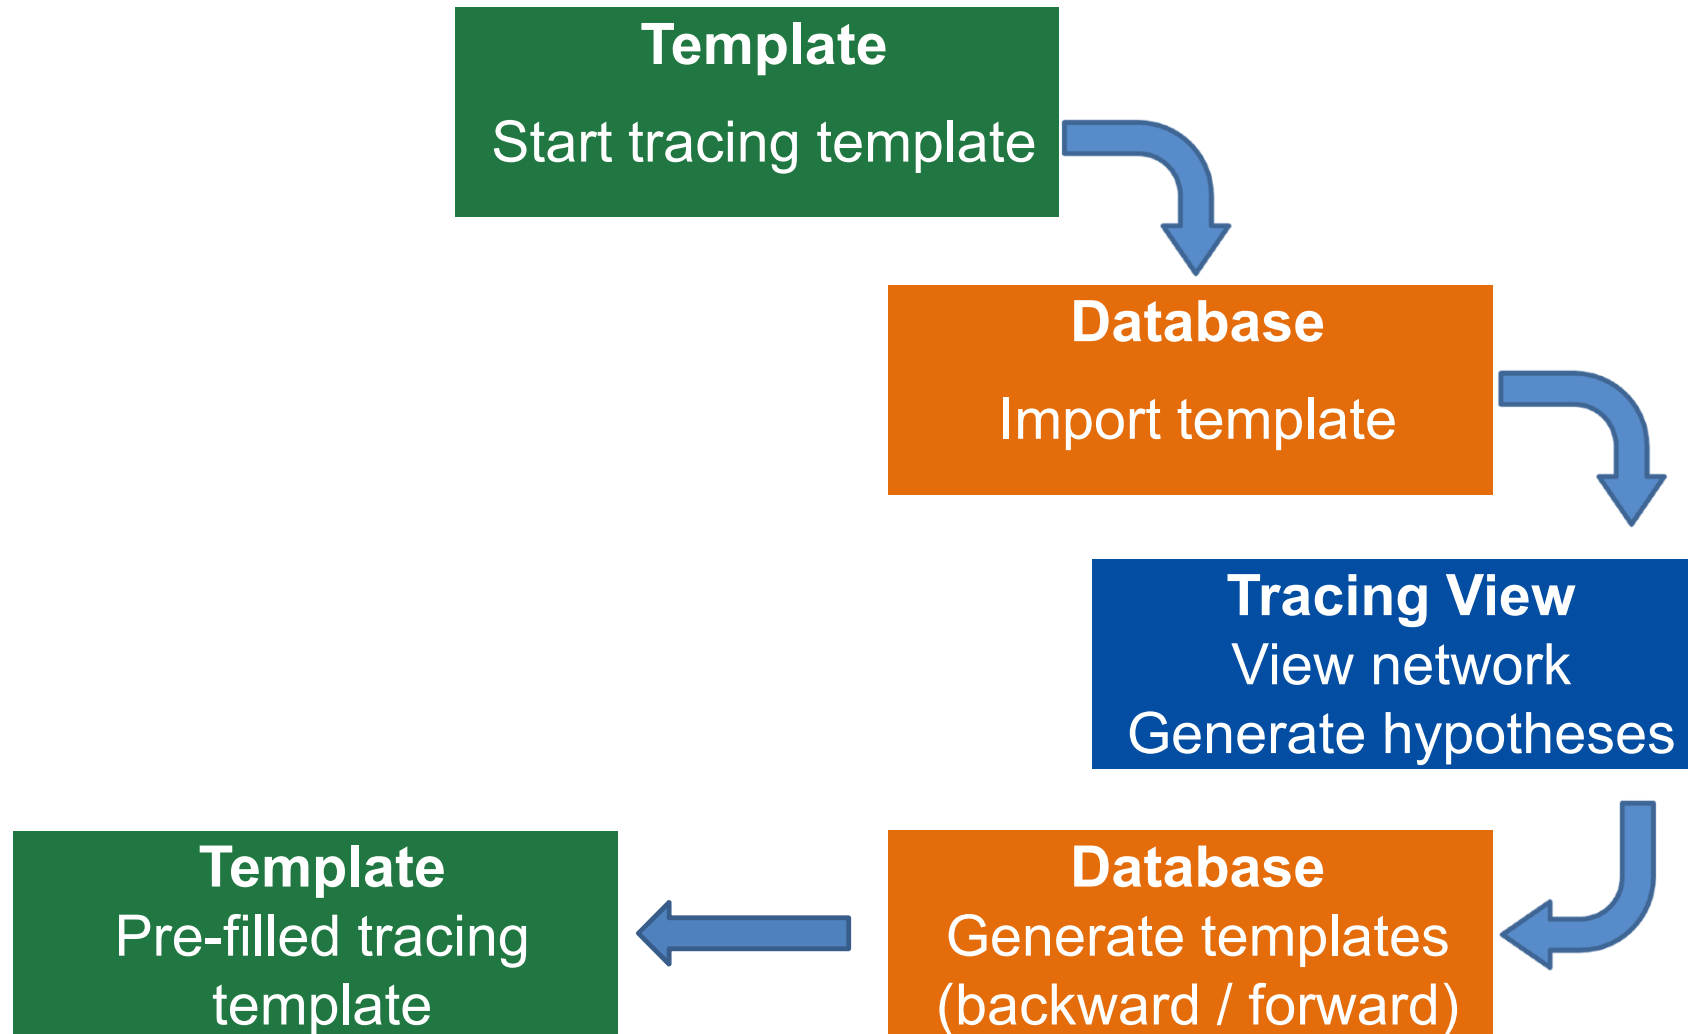 Template
Start tracing template
Database
Import template
Tracing View
View network
Generate hypotheses
Database
Generate templates
(backward / forward)
Template
Pre-filled tracing
template